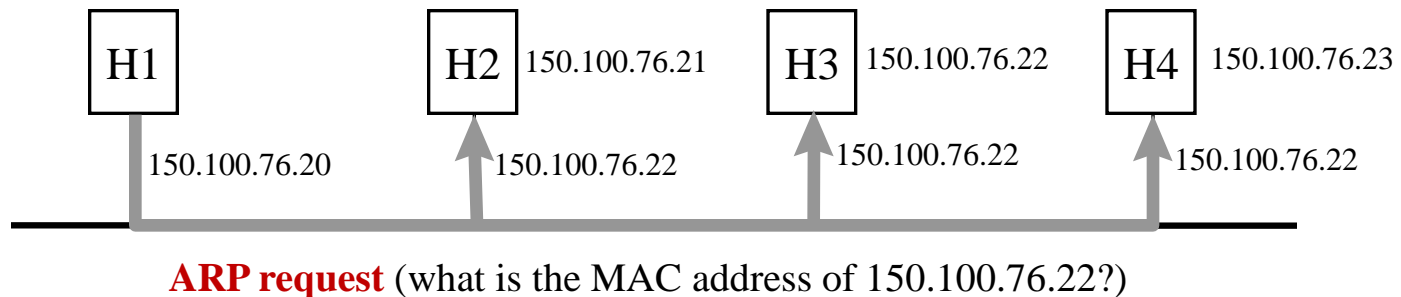 H1
H2 150.100.76.21
H3 150.100.76.22
H4 150.100.76.23
150.100.76.20
150.100.76.22
150.100.76.22
150.100.76.22
ARP request (what is the MAC address of 150.100.76.22?)